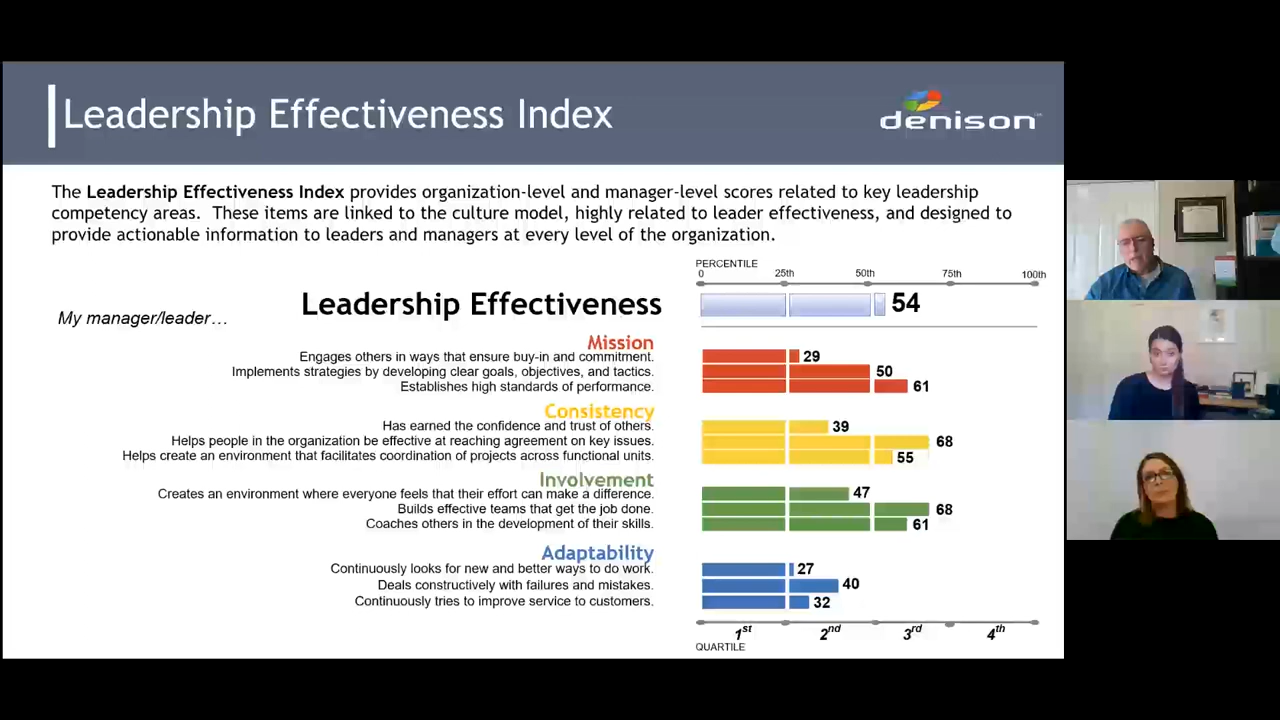 Leadership Effectiveness Index
denison™
The Leadership Effectiveness Index provides organization-level and manager-level scores related to key leadership
competency areas. These items are linked to the culture model, highly related to leader effectiveness, and designed to
provide actionable information to leaders and managers at every level of the organization.
PERCENTILE
0 25th 50th 75th 100th
My manager/leader…
Leadership Effectiveness 54
Mission
Engages others in ways that ensure buy-in and commitment. 29
Implements strategies by developing clear goals, objectives, and tactics. 50
Establishes high standards of performance. 61
Consistency
Has earned the confidence and trust of others. 39
Helps people in the organization be effective at reaching agreement on key issues. 68
Helps create an environment that facilitates coordination of projects across functional units. 55
Involvement
Creates an environment where everyone feels that their effort can make a difference. 47
Builds effective teams that get the job done. 68
Coaches others in the development of their skills. 61
Adaptability
Continuously looks for new and better ways to do work. 27
Deals constructively with failures and mistakes. 40
Continuously tries to improve service to customers. 32
1st 2nd 3rd 4th
QUARTILE